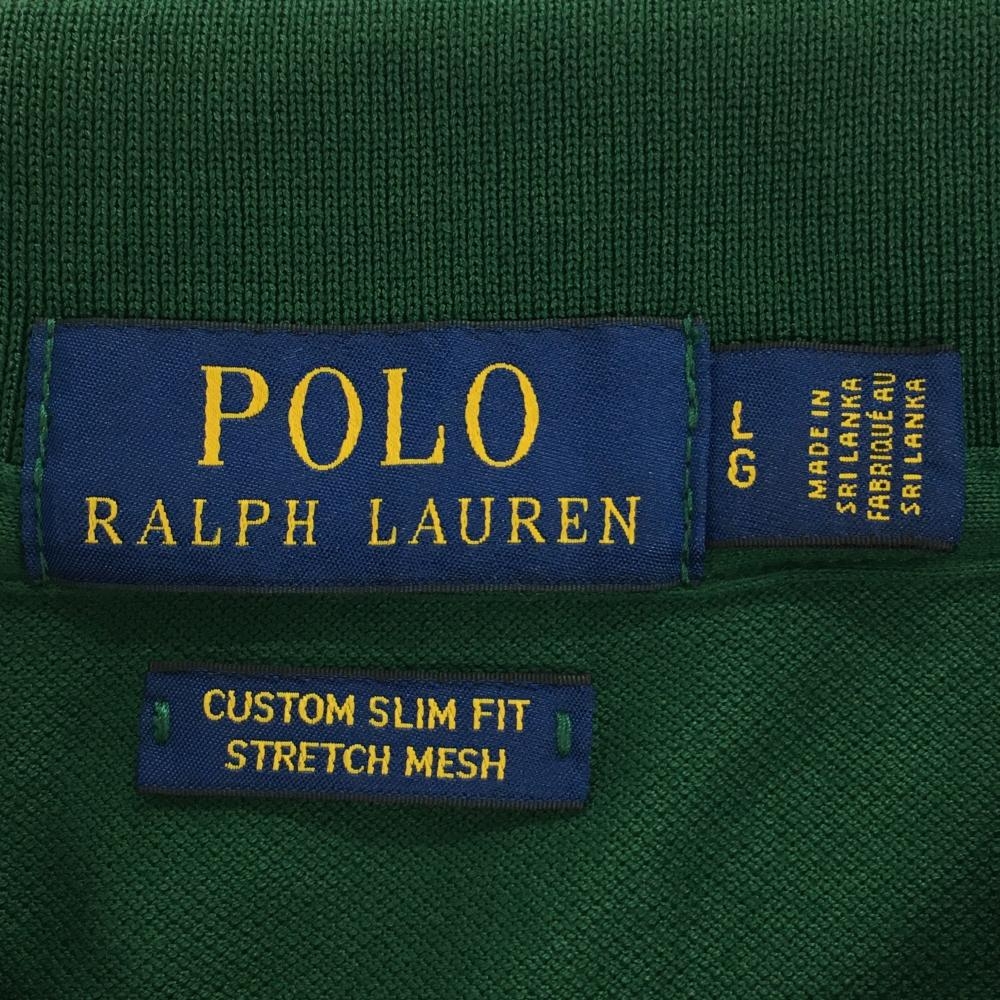 POLO
RALPH LAUREN
L
G
MADE IN
SRI LANKA
FABRIQUÉ AU
SRI LANKA
CUSTOM SLIM FIT
STRETCH MESH